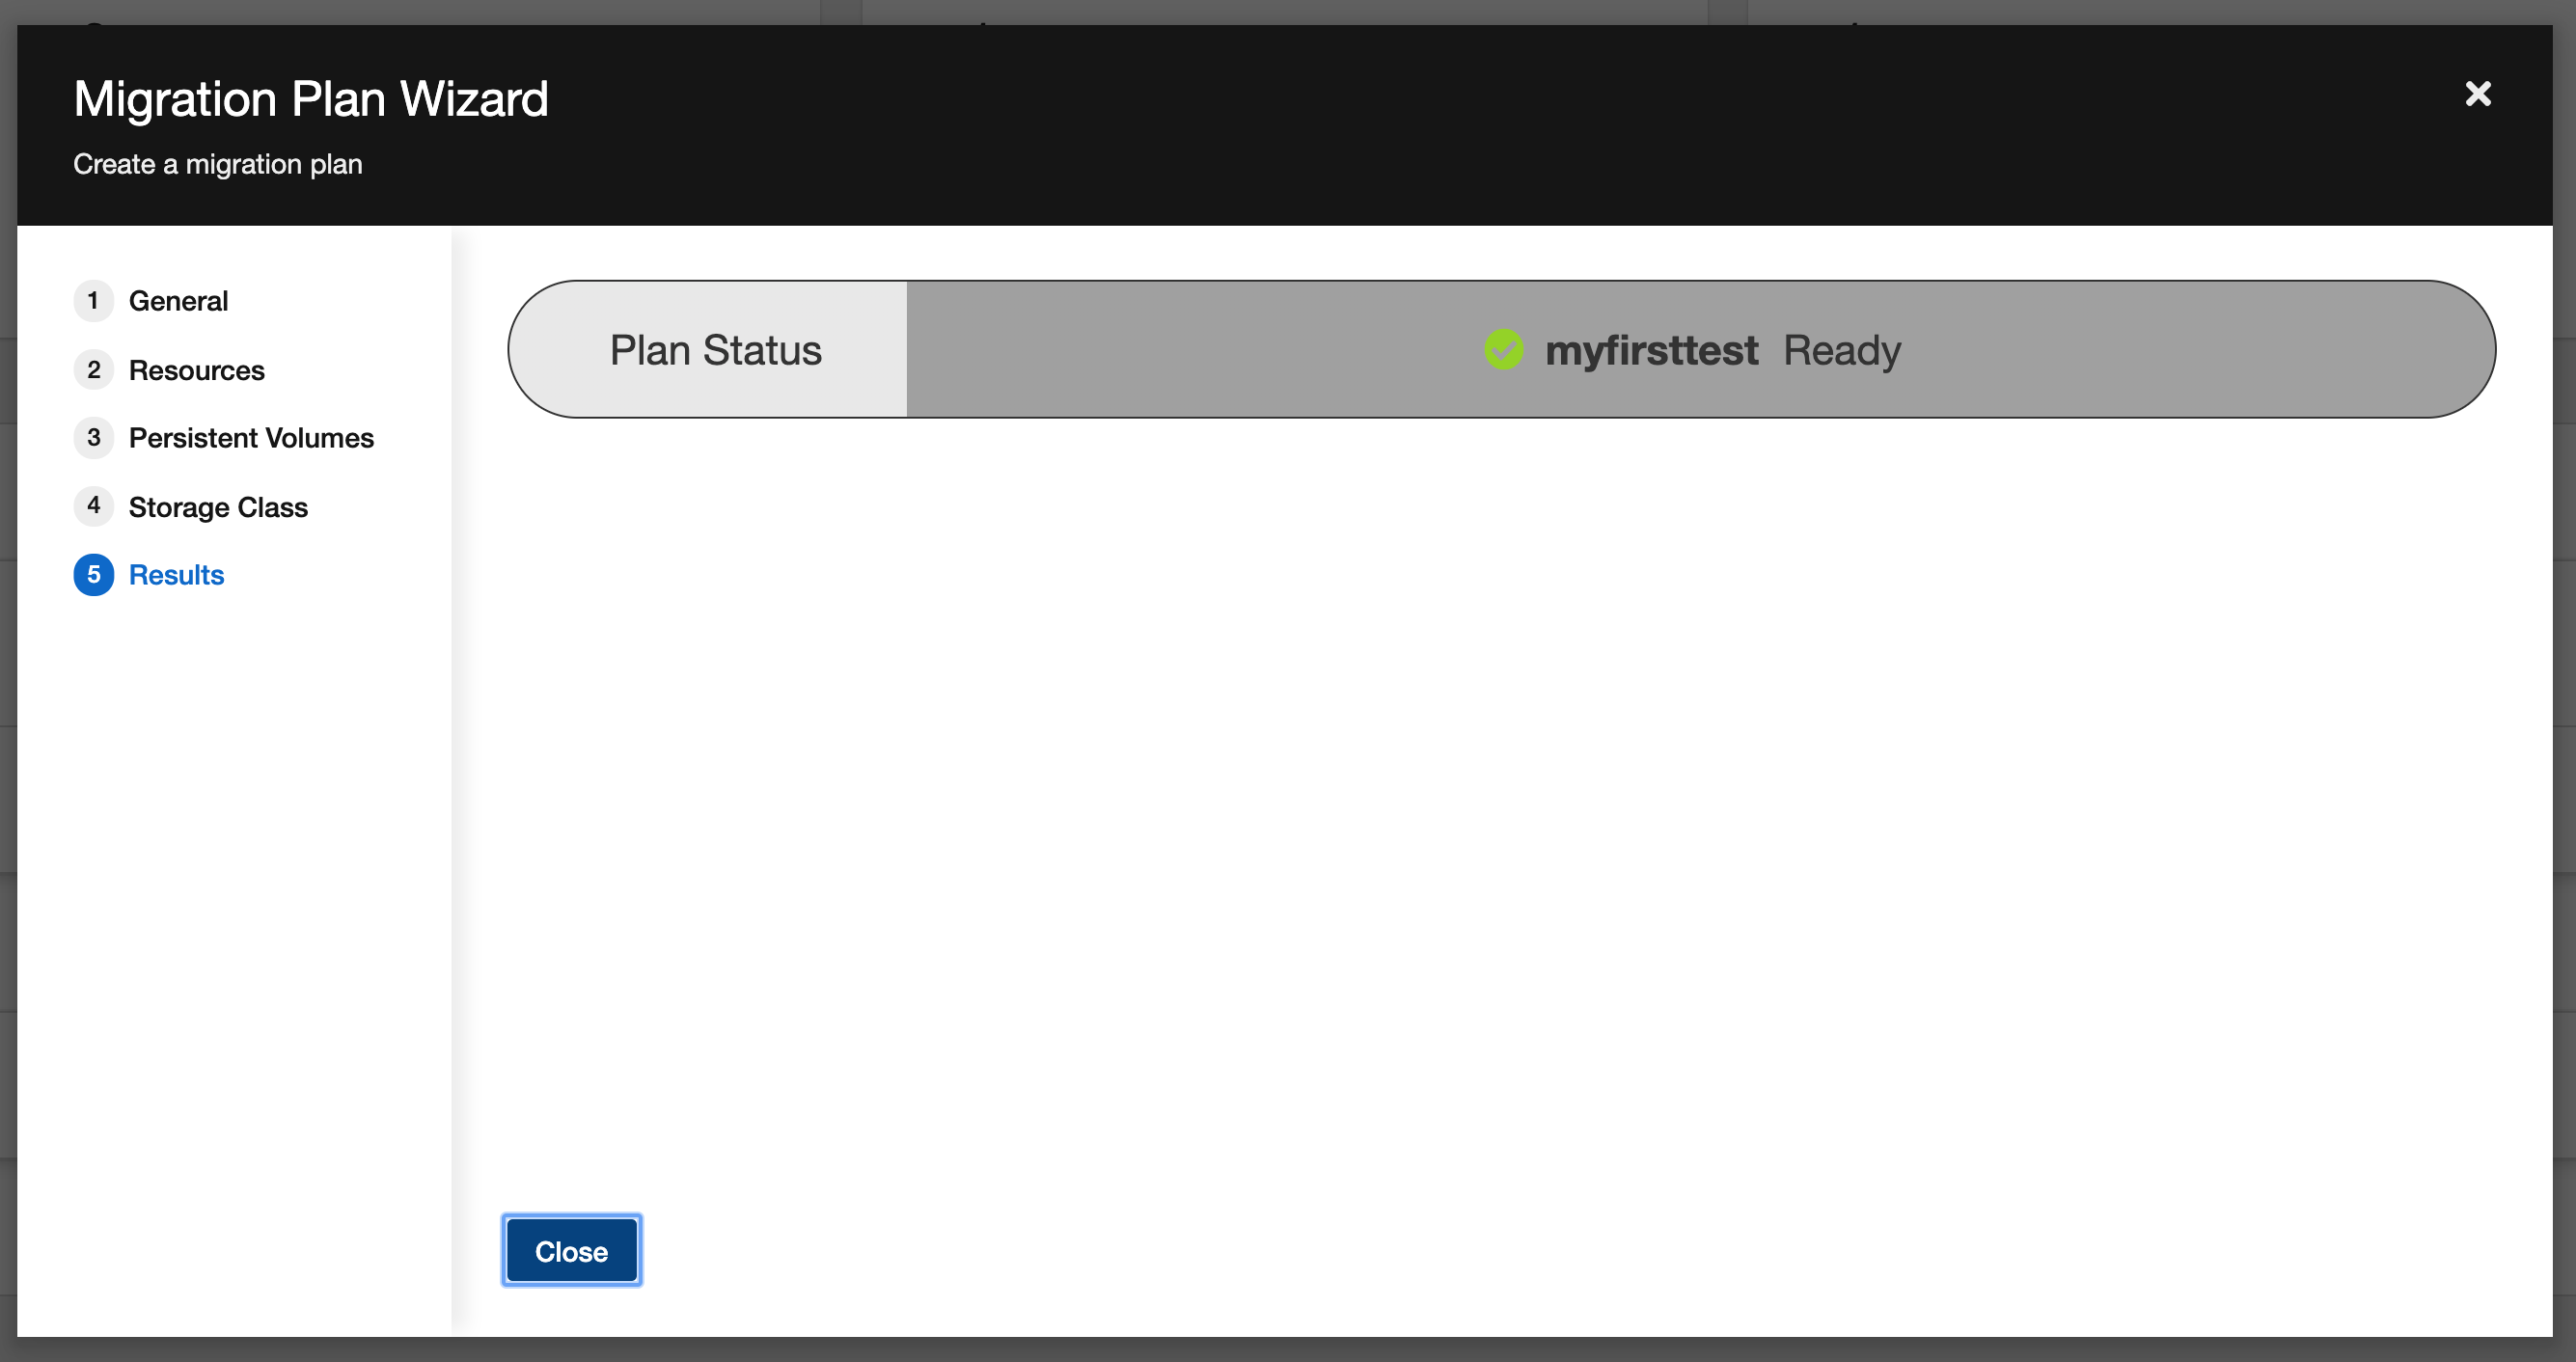 Migration Plan Wizard
Create a migration plan
1 General
2 Resources
3 Persistent Volumes
4 Storage Class
5 Results
Plan Status
myfirsttest Ready
Close